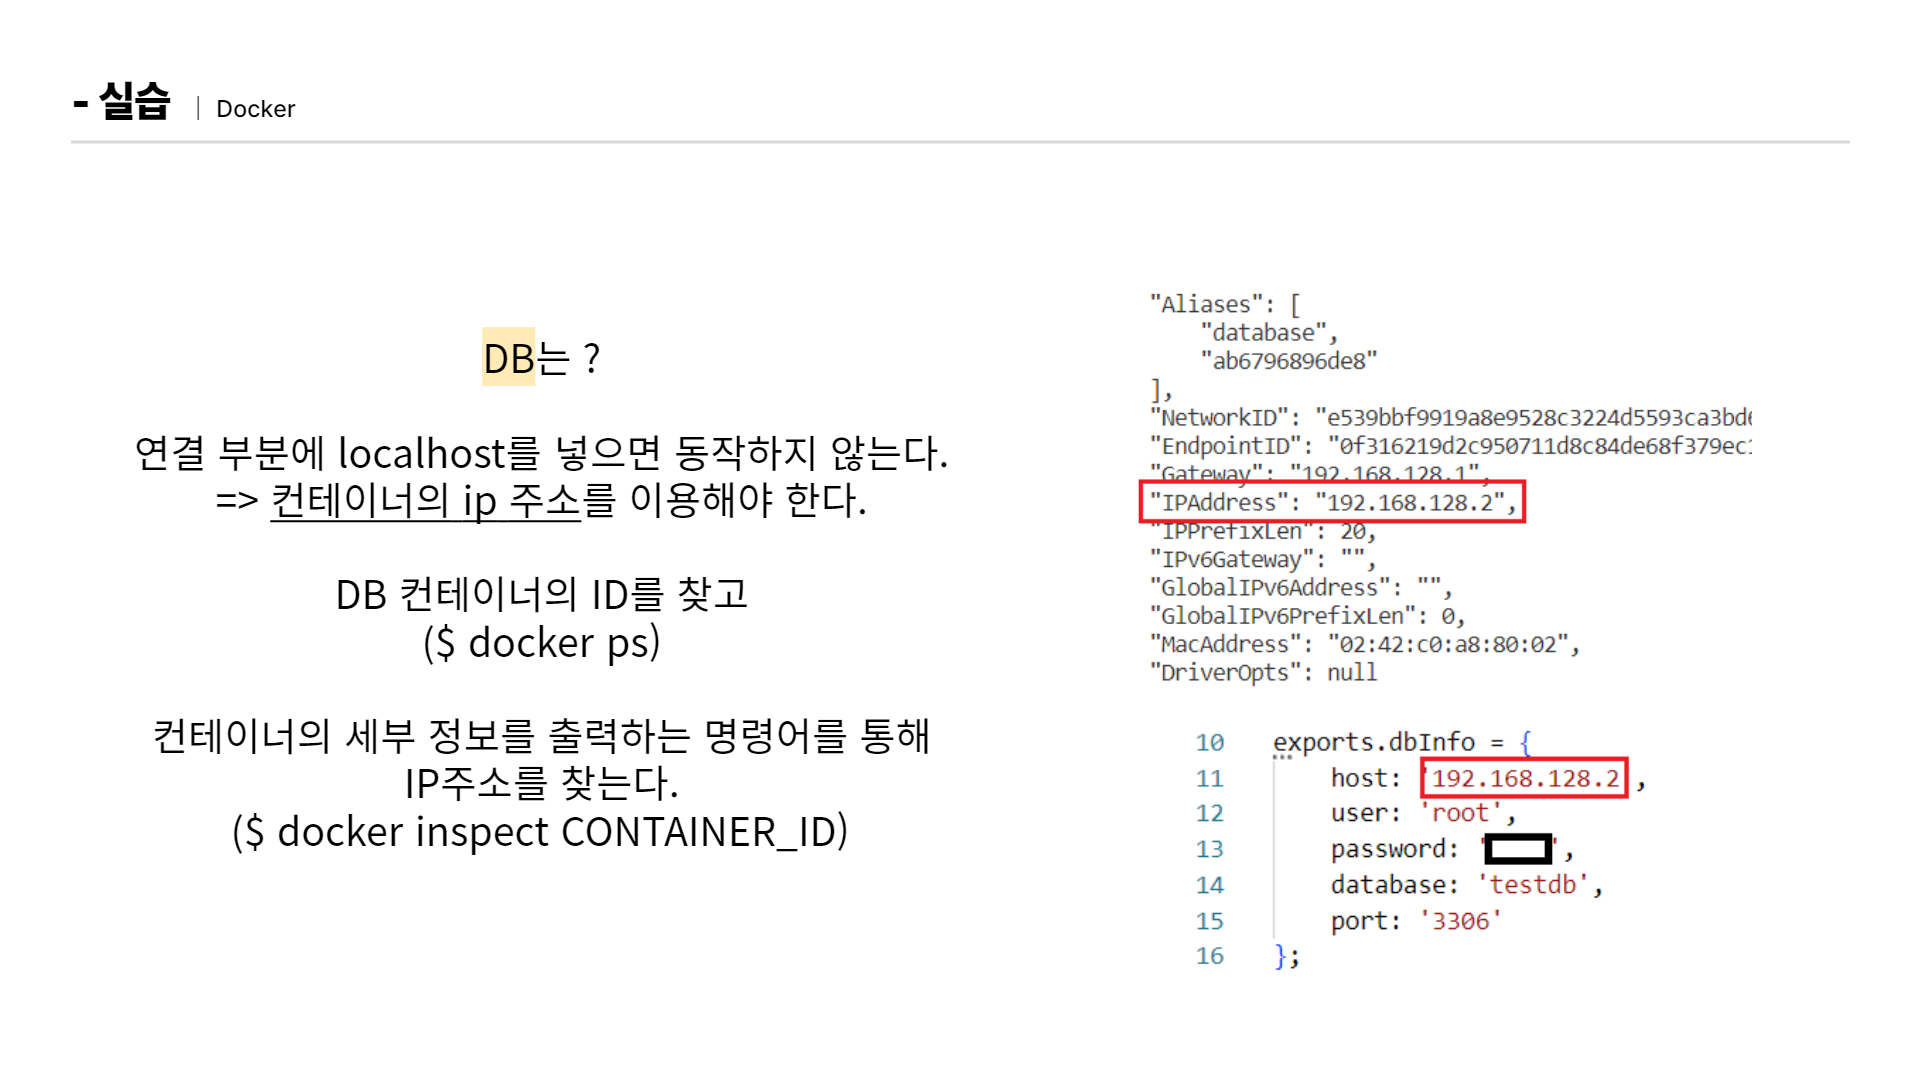 - 실습 | Docker
DB는 ?
연결 부분에 localhost를 넣으면 동작하지 않는다.
=> 컨테이너의 ip 주소를 이용해야 한다.
DB 컨테이너의 ID를 찾고
($ docker ps)
컨테이너의 세부 정보를 출력하는 명령어를 통해
IP주소를 찾는다.
($ docker inspect CONTAINER_ID)
"Aliases": [
"database",
"ab6796896de8"
],
"NetworkID": "e539bbf9919a8e9528c3224d5593ca3bd
"EndpointID": "0f316219d2c950711d8c84de68f379ec
"Gateway": "192.168.128.1",
"IPAddress": "192.168.128.2",
"IPPrefixLen": 20,
"IPv6Gateway": "",
"GlobalIPv6Address": "",
"GlobalIPv6PrefixLen": 0,
"MacAddress": "02:42:c0:a8:80:02",
"DriverOpts": null
10 exports.dbInfo = {
11 host: '192.168.128.2,
12 user: 'root',
13 password: '',
14 database: 'testdb',
15 port: '3306'
16 };